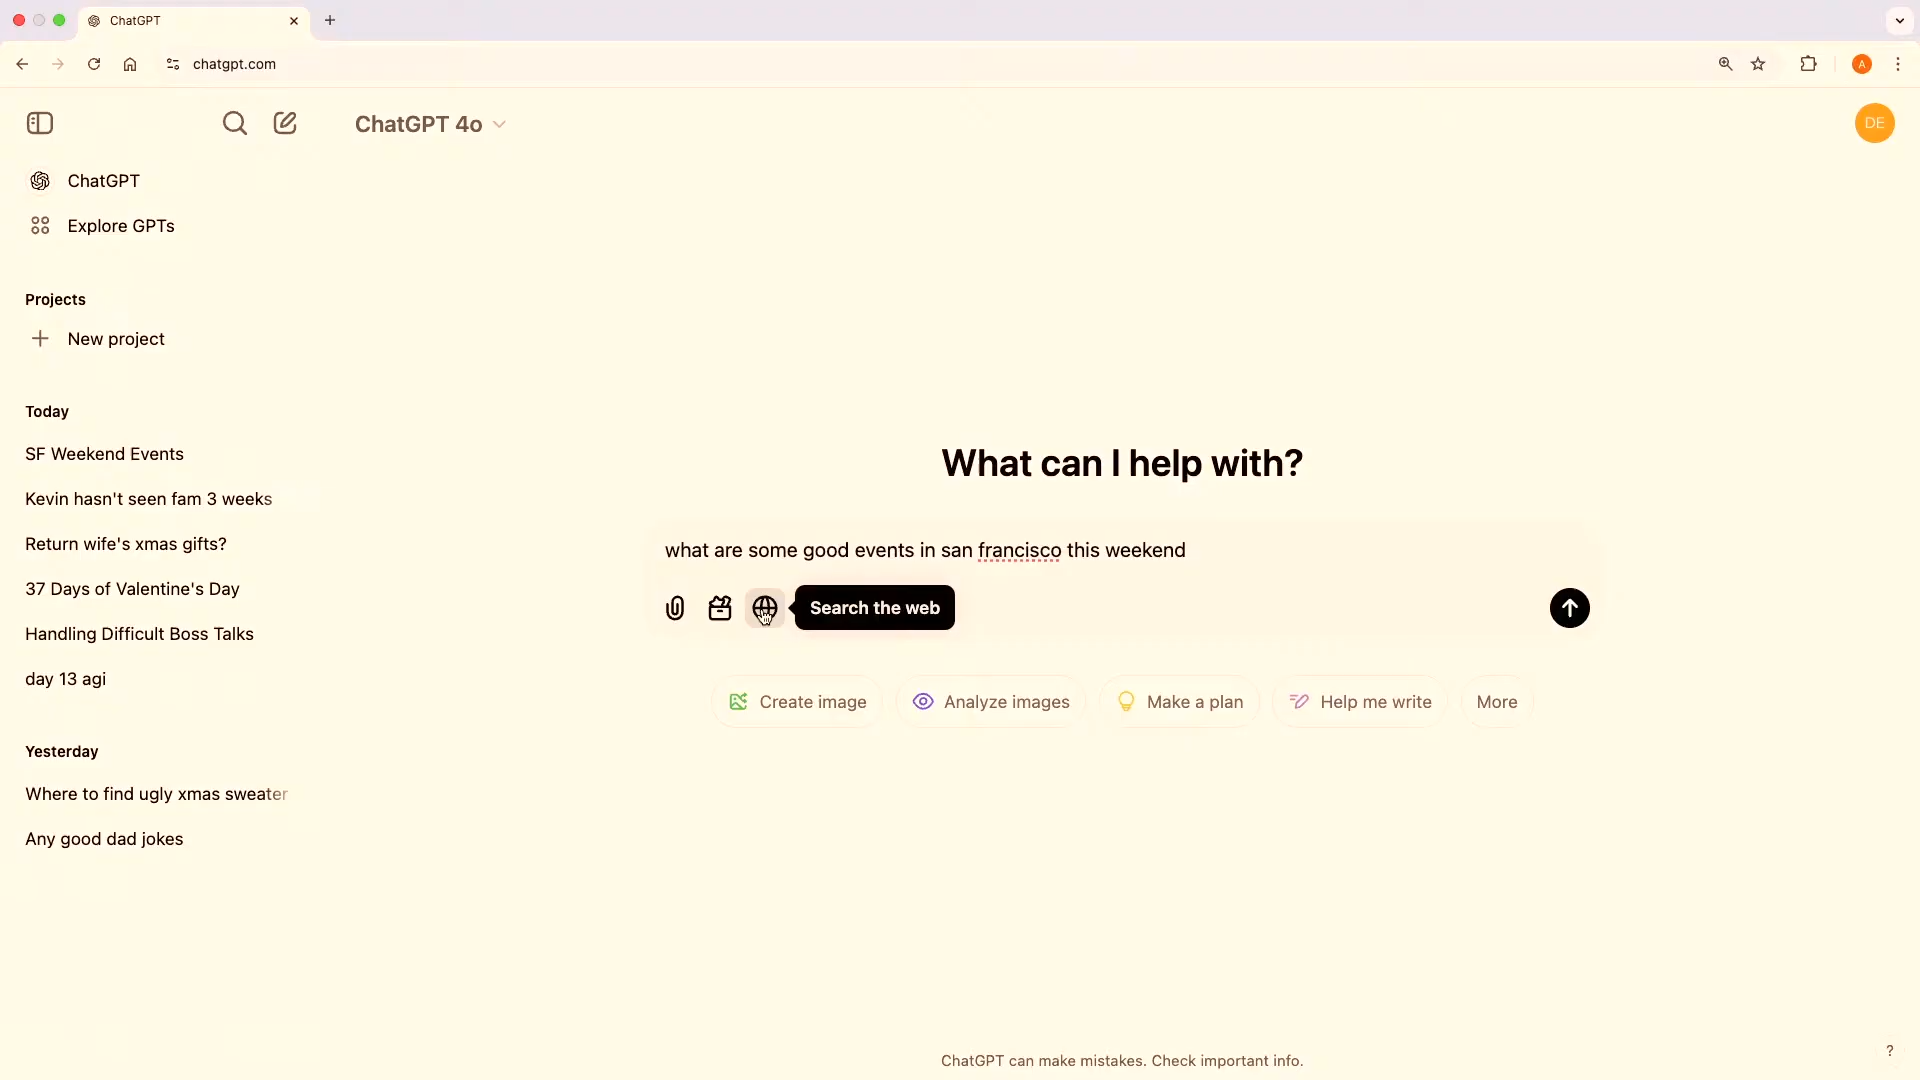 ChatGPT
chatgpt.com
A
ChatGPT 4o
DE
ChatGPT
Explore GPTs
Projects
New project
Today
SF Weekend Events
Kevin hasn't seen fam 3 weeks
Return wife's xmas gifts?
37 Days of Valentine's Day
Handling Difficult Boss Talks
day 13 agi
Yesterday
Where to find ugly xmas sweater
Any good dad jokes
What can I help with?
what are some good events in san francisco this weekend
Search the web
Create image
Analyze images
Make a plan
Help me write
More
ChatGPT can make mistakes. Check important info.
?